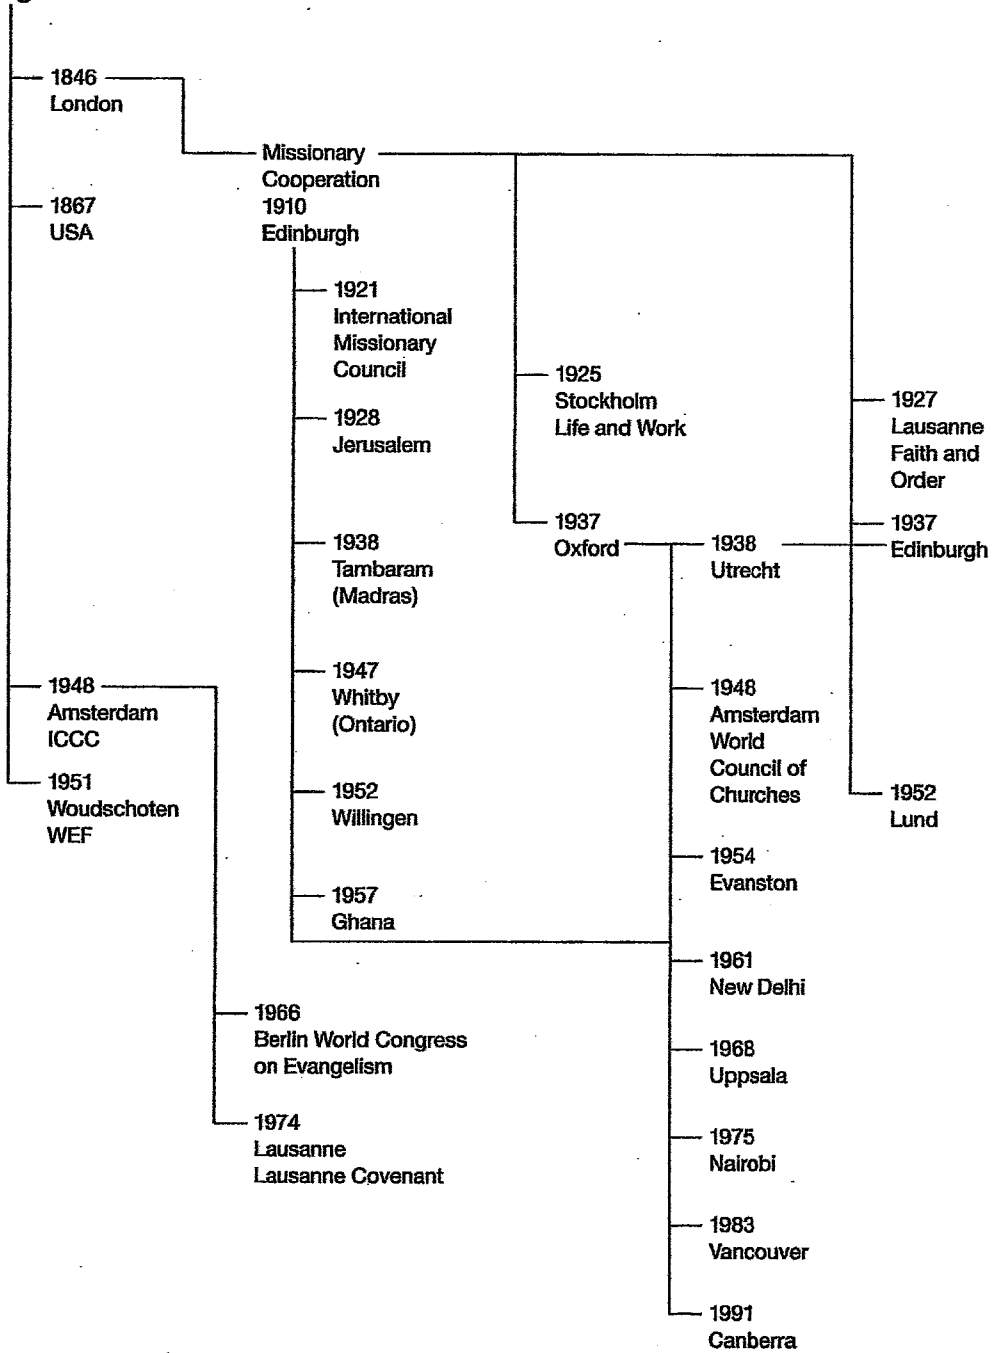 1846
London
Missionary
Cooperation
1910
Edinburgh
1867
USA
1921
International
Missionary
Council
1925
Stockholm
Life and Work
1927
Lausanne
Faith and
Order
1928
Jerusalem
1937
Oxford
1937
Edinburgh
1938
Tambaram
(Madras)
1938
Utrecht
1947
Whitby
(Ontario)
1948
Amsterdam
ICCC
1948
Amsterdam
World
Council of
Churches
1951
Woudschoten
WEF
1952
Willingen
1952
Lund
1954
Evanston
1957
Ghana
1961
New Delhi
1966
Berlin World Congress
on Evangelism
1968
Uppsala
1974
Lausanne
Lausanne Covenant
1975
Nairobi
1983
Vancouver
1991
Canberra